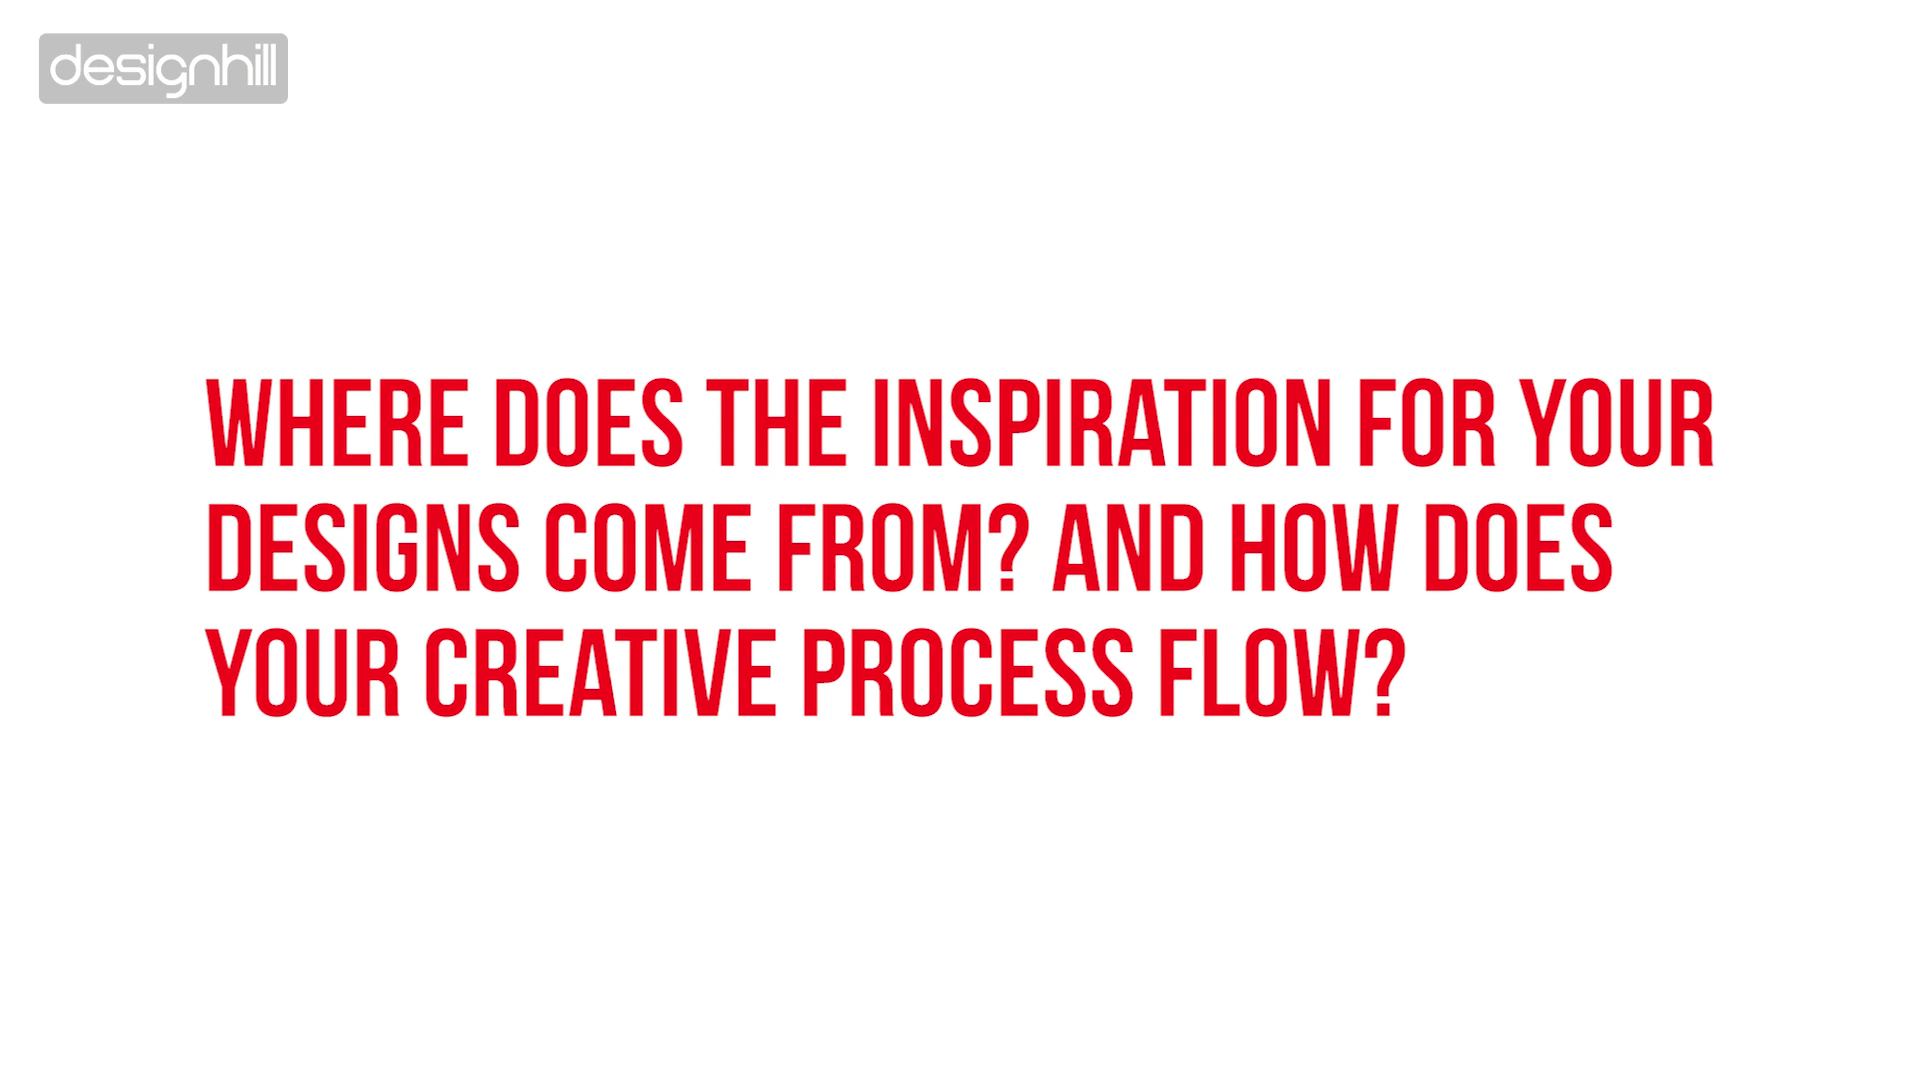 designhill
WHERE DOES THE INSPIRATION FOR YOUR
DESIGNS COME FROM? AND HOW DOES
YOUR CREATIVE PROCESS FLOW?